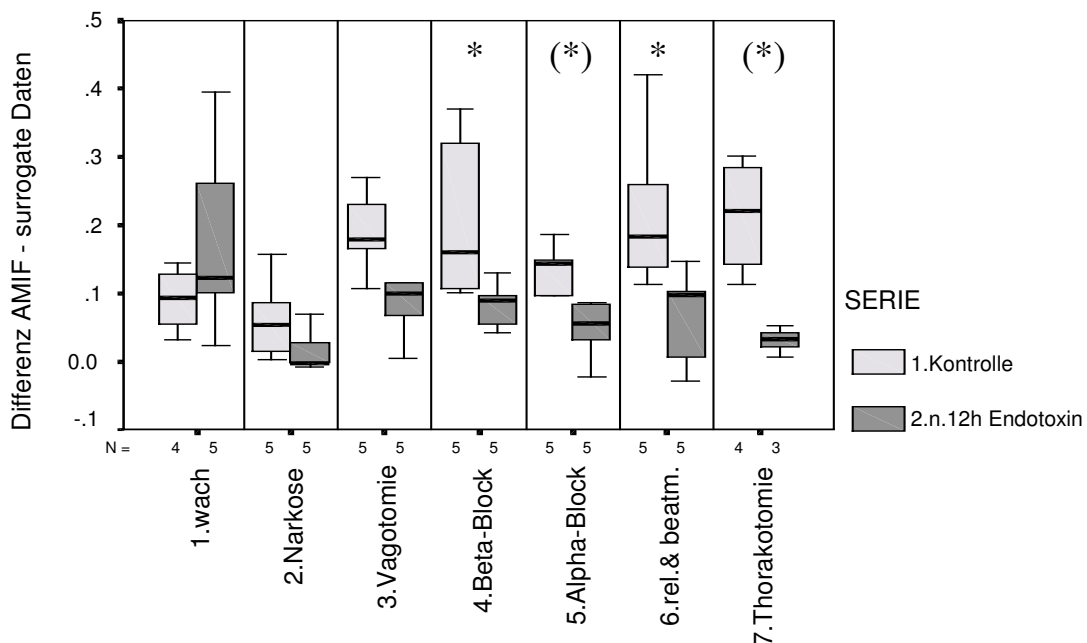 Differenz AMIF - surrogate Daten
.5
.4
.3
.2
.1
0.0
-.1
* (*) * (*)
N = 4 5 5 5 5 5 5 5 5 5 5 5 4 3
1.wach
2.Narkose
3.Vagotomie
4.Beta-Block
5.Alpha-Block
6.rel.& beatm.
7.Thorakotomie
SERIE
1.Kontrolle
2.n.12h Endotoxin